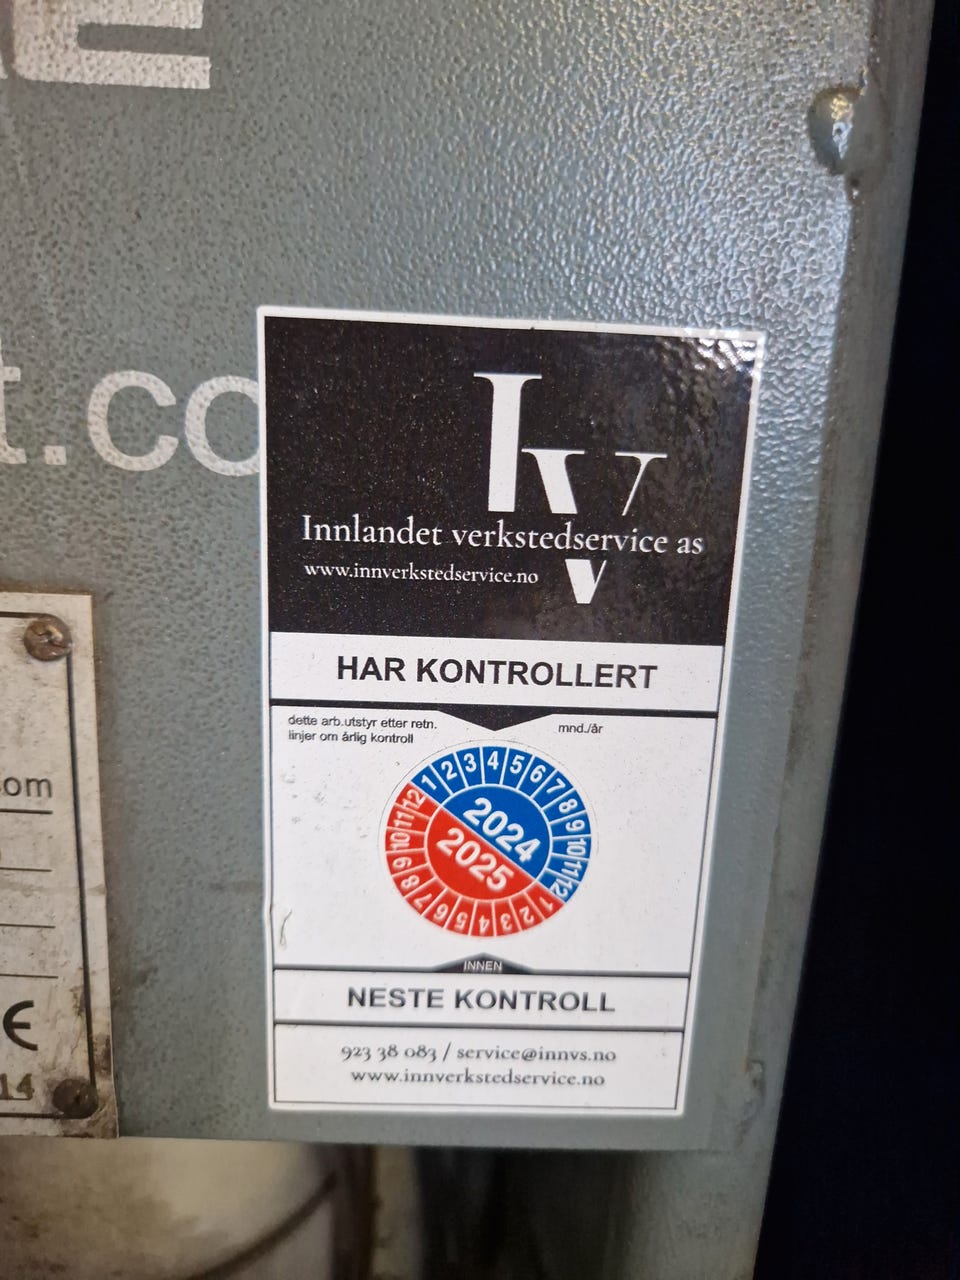 t.co
IV
Innlandet verkstedservice as
www.innverkstedservice.no
HAR KONTROLLERT
dette arb.utstyr etter retn.
linjer om årlig kontroll
mnd./år
1 2 3 4 5 6 7 8 9 10 11 12
2024
2025
1 2 3 4 5 6 7 8 9 10 11 12
INNEN
NESTE KONTROLL
923 38 083 / service@innvs.no
www.innverkstedservice.no
om
CE
14